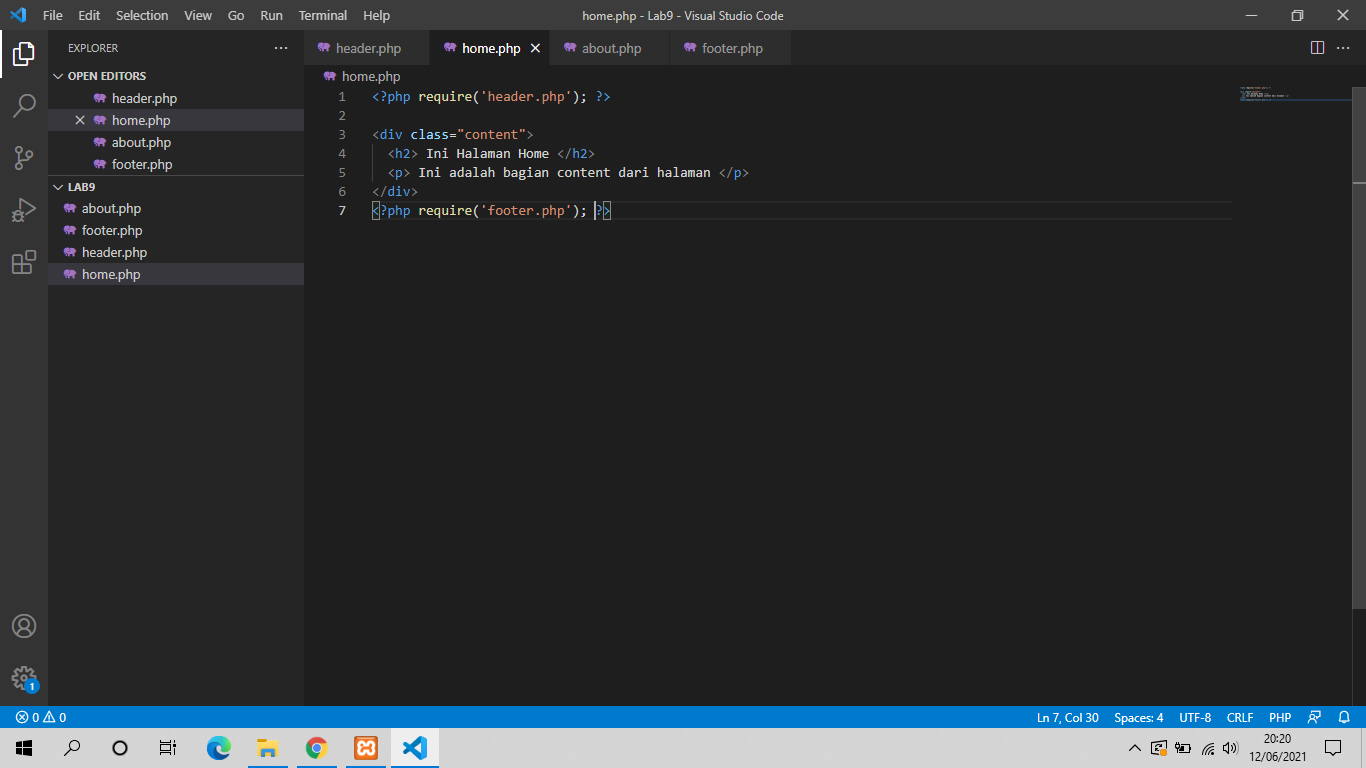 File Edit Selection View Go Run Terminal Help home.php - Lab9 - Visual Studio Code
EXPLORER
OPEN EDITORS
header.php
home.php
about.php
footer.php
LAB9
about.php
footer.php
header.php
home.php
header.php home.php about.php footer.php
home.php
1 <?php require('header.php'); ?>
2
3 <div class="content">
4 <h2> Ini Halaman Home </h2>
5 <p> Ini adalah bagian content dari halaman </p>
6 </div>
7 <?php require('footer.php'); ?>
1
0 0 Ln 7, Col 30 Spaces: 4 UTF-8 CRLF PHP
20:20
12/06/2021